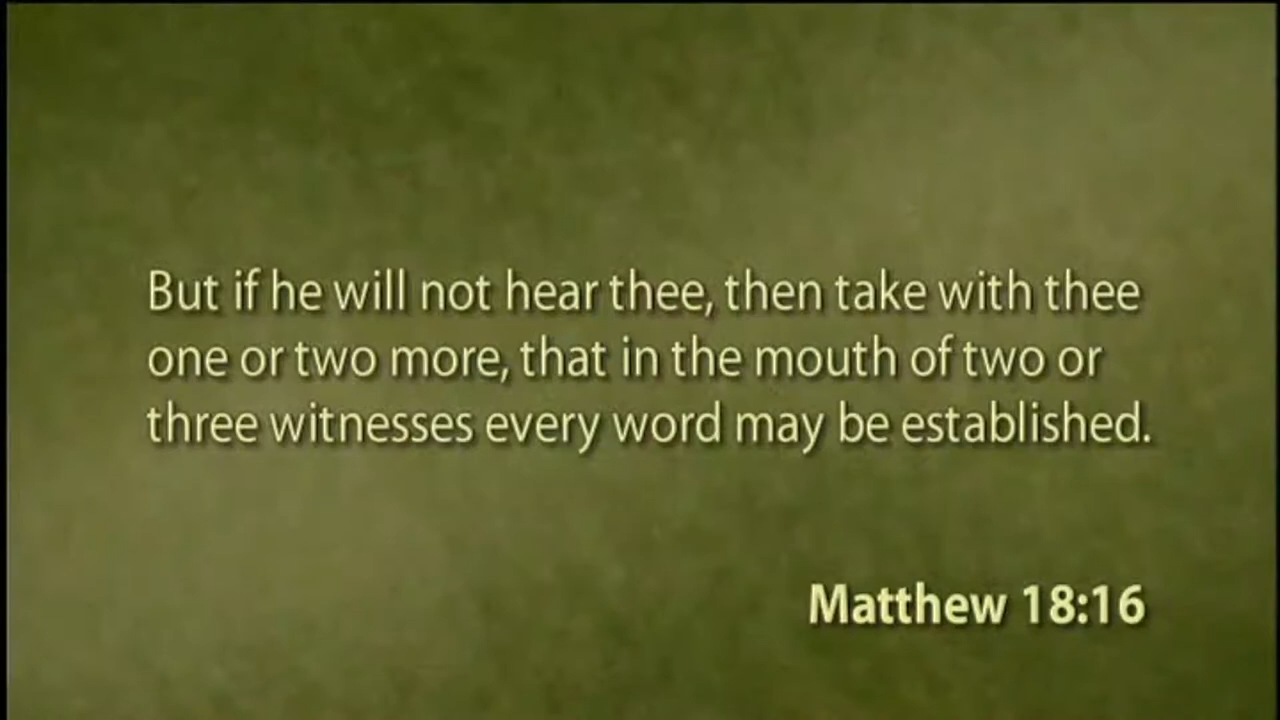 But if he will not hear thee, then take with thee
one or two more, that in the mouth of two or
three witnesses every word may be established.
Matthew 18:16